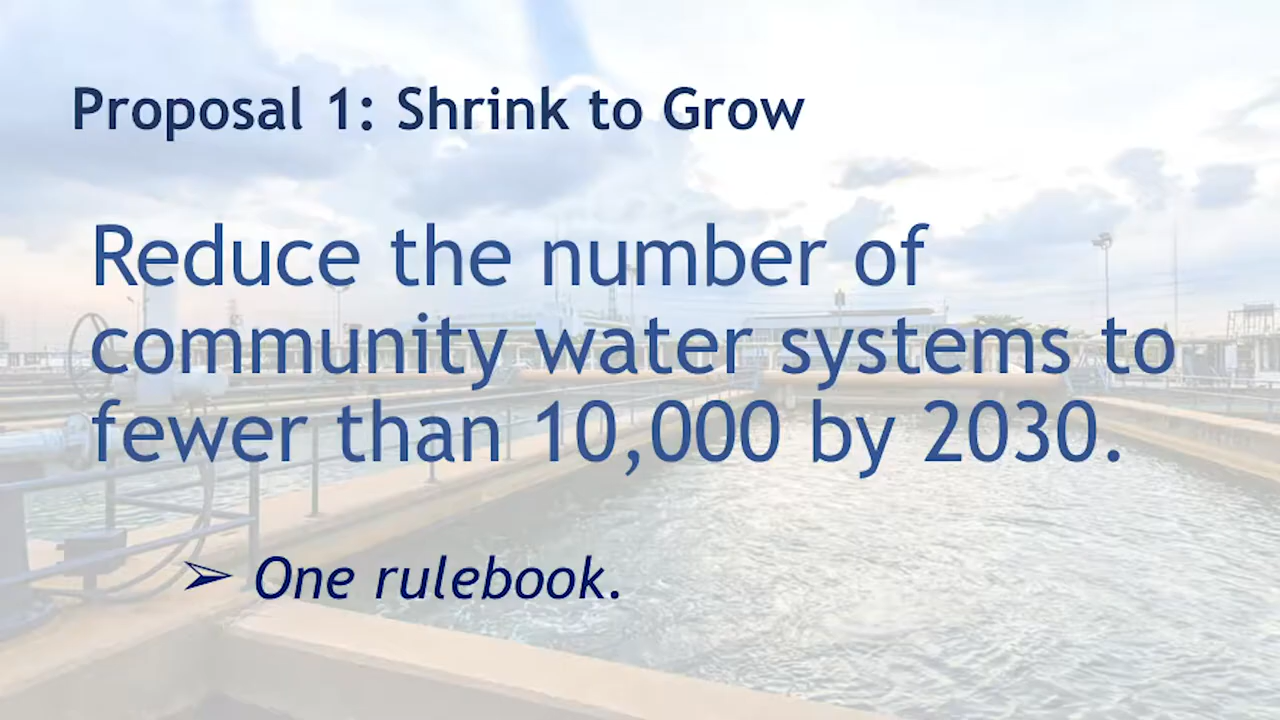 Proposal 1: Shrink to Grow
Reduce the number of
community water systems to
fewer than 10,000 by 2030.
➢ One rulebook.